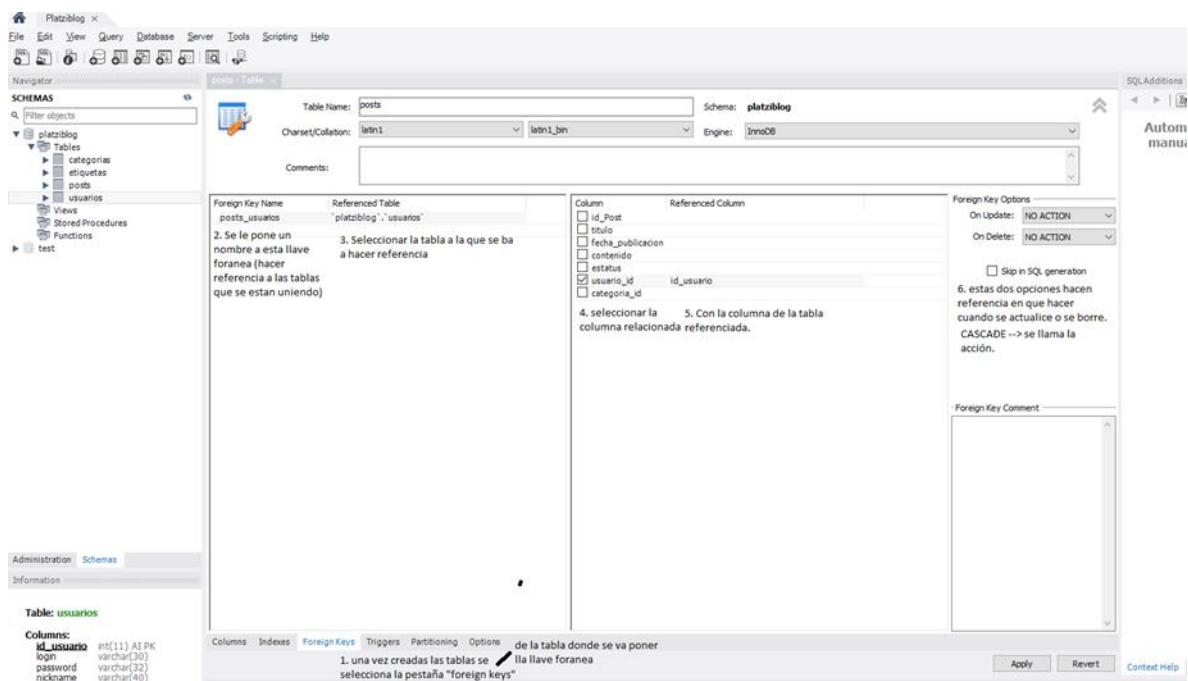 Platziblog ×
File Edit View Query Database Server Tools Scripting Help
Navigator
SCHEMAS
Filter objects
platziblog
Tables
categorias
etiquetas
posts
usuarios
Views
Stored Procedures
Functions
test
Administration Schemas
Information
Table: usuarios
Columns:
id_usuario int(11) AI PK
login varchar(30)
password varchar(32)
nickname varchar(40)
posts - Table ×
Table Name: posts
Schema: platziblog
Charset/Collation: latin1 latin1_bin
Engine: InnoDB
Comments:
Foreign Key Name Referenced Table
posts_usuarios `platziblog`.`usuarios`
2. Se le pone un
nombre a esta llave
foranea (hacer
referencia a las tablas
que se estan uniendo)
3. Seleccionar la tabla a la que se ba
a hacer referencia
Column Referenced Column
id_Post
titulo
fecha_publicacion
contenido
estatus
usuario_id id_usuario
categoria_id
4. seleccionar la
columna relacionada
5. Con la columna de la tabla
referenciada.
Foreign Key Options
On Update: NO ACTION
On Delete: NO ACTION
Skip in SQL generation
6. estas dos opciones hacen
referencia en que hacer
cuando se actualice o se borre.
CASCADE --> se llama la
acción.
Foreign Key Comment
Columns Indexes Foreign Keys Triggers Partitioning Options
1. una vez creadas las tablas se
selecciona la pestaña "foreign keys"
de la tabla donde se va poner
lla llave foranea
Apply Revert
SQLAdditions
Autom
manua
Context Help